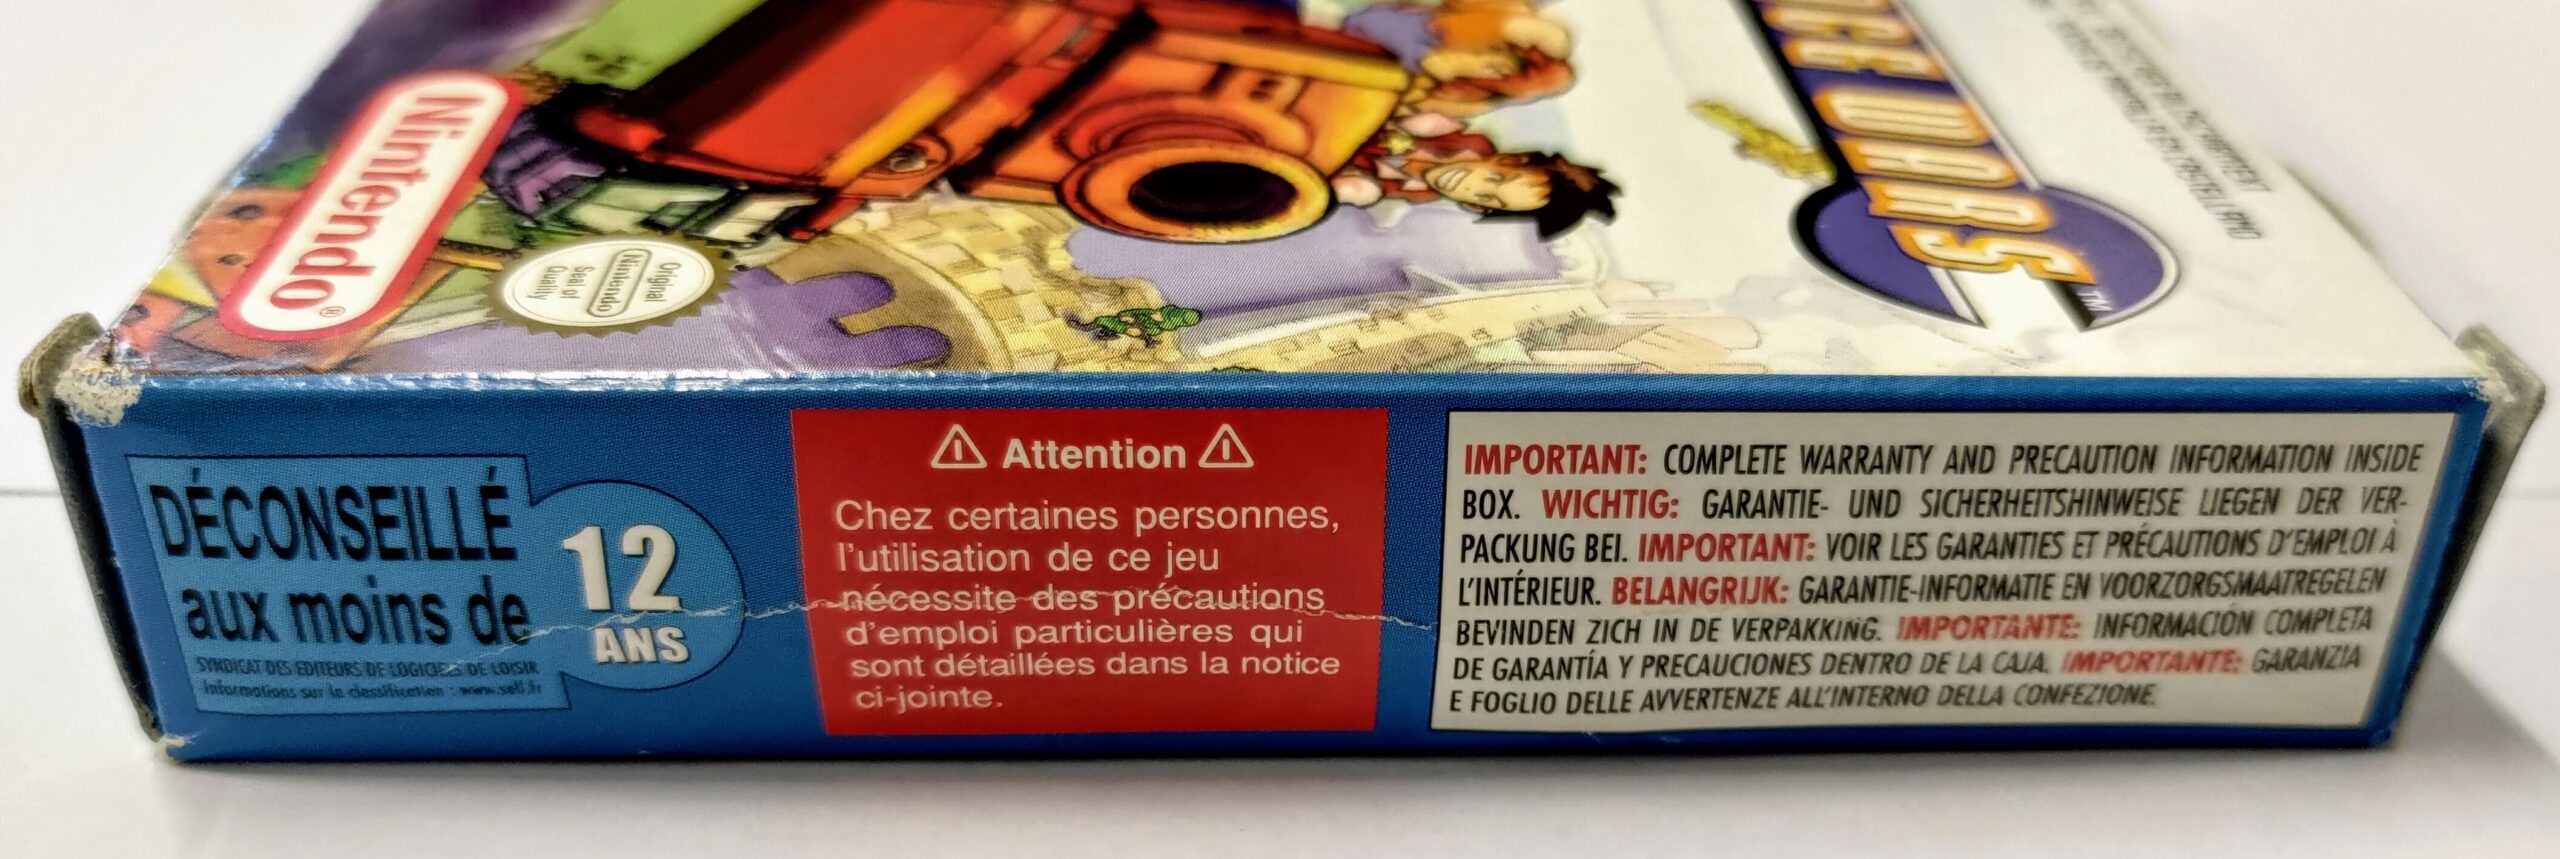 Nintendo®
Original
Nintendo
Seal of
Quality
WARS™
DÉCONSEILLÉ
aux moins de
12
ANS
SYNDICAT DES EDITEURS DE LOGICIELS DE LOISIR
Informations sur la classification : www.sell.fr
Attention
Chez certaines personnes,
l'utilisation de ce jeu
nécessite des précautions
d'emploi particulières qui
sont détaillées dans la notice
ci-jointe.
IMPORTANT: COMPLETE WARRANTY AND PRECAUTION INFORMATION INSIDE
BOX. WICHTIG: GARANTIE- UND SICHERHEITSHINWEISE LIEGEN DER VER-
PACKUNG BEI. IMPORTANT: VOIR LES GARANTIES ET PRÉCAUTIONS D'EMPLOI À
L'INTÉRIEUR. BELANGRIJK: GARANTIE-INFORMATIE EN VOORZORGSMAATREGELEN
BEVINDEN ZICH IN DE VERPAKKING. IMPORTANTE: INFORMACIÓN COMPLETA
DE GARANTÍA Y PRECAUCIONES DENTRO DE LA CAJA. IMPORTANTE: GARANZIA
E FOGLIO DELLE AVVERTENZE ALL'INTERNO DELLA CONFEZIONE.